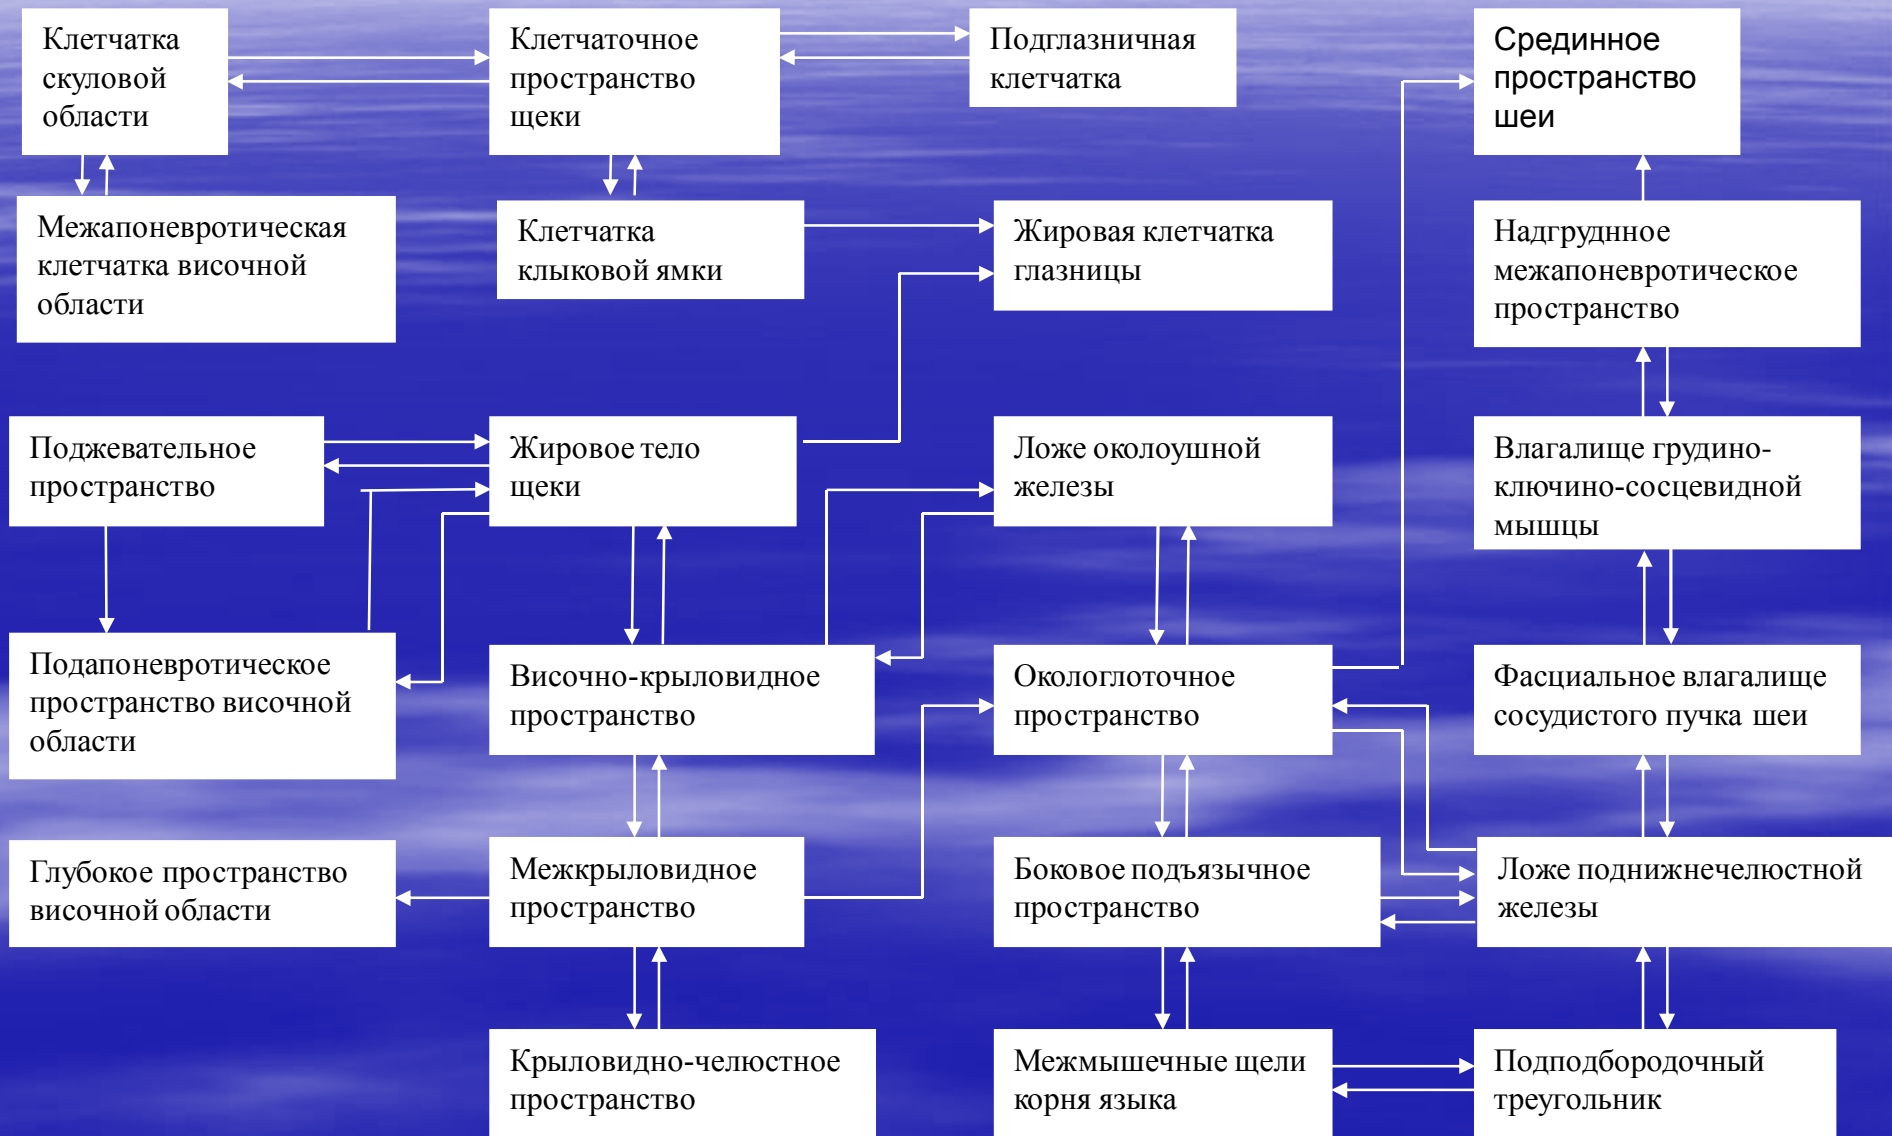 Клетчатка
скуловой
области
Клетчаточное
пространство
щеки
Подглазничная
клетчатка
Срединное
пространство
шеи
Межапоневротическая
клетчатка височной
области
Клетчатка
клыковой ямки
Жировая клетчатка
глазницы
Надгруднное
межапоневротическое
пространство
Поджевательное
пространство
Жировое тело
щеки
Ложе околоушной
железы
Влагалище грудино-
ключино-сосцевидной
мышцы
Подапоневротическое
пространство височной
области
Височно-крыловидное
пространство
Окологлоточное
пространство
Фасциальное влагалище
сосудистого пучка шеи
Глубокое пространство
височной области
Межкрыловидное
пространство
Боковое подъязычное
пространство
Ложе поднижнечелюстной
железы
Крыловидно-челюстное
пространство
Межмышечные щели
корня языка
Подподбородочный
треугольник